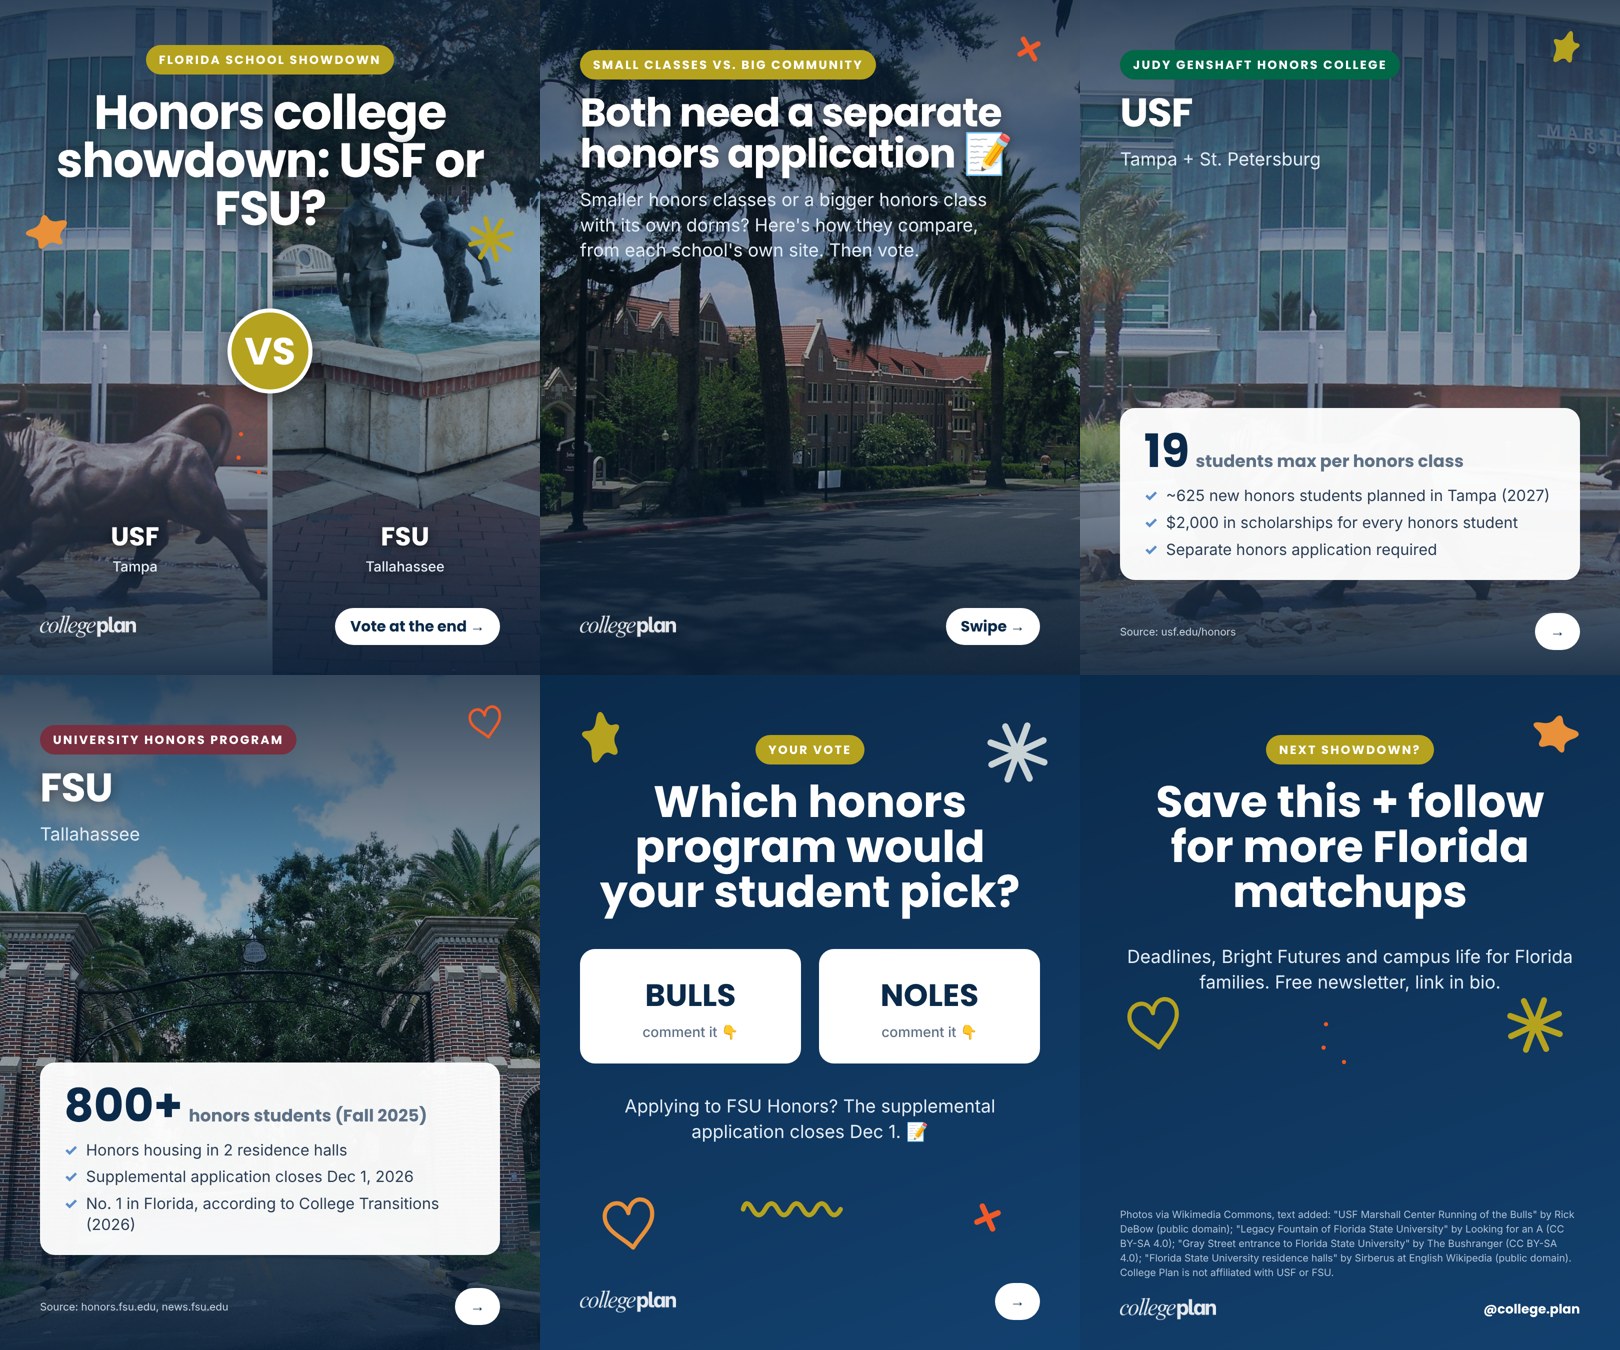 FLORIDA SCHOOL SHOWDOWN
Honors college
showdown: USF or
FSU?
VS
USF
Tampa
FSU
Tallahassee
collegeplan
Vote at the end →
SMALL CLASSES VS. BIG COMMUNITY
Both need a separate
honors application 📝
Smaller honors classes or a bigger honors class
with its own dorms? Here's how they compare,
from each school's own site. Then vote.
collegeplan
Swipe →
JUDY GENSHAFT HONORS COLLEGE
USF
Tampa + St. Petersburg
19 students max per honors class
✓ ~625 new honors students planned in Tampa (2027)
✓ $2,000 in scholarships for every honors student
✓ Separate honors application required
Source: usf.edu/honors
→
UNIVERSITY HONORS PROGRAM
FSU
Tallahassee
800+ honors students (Fall 2025)
✓ Honors housing in 2 residence halls
✓ Supplemental application closes Dec 1, 2026
✓ No. 1 in Florida, according to College Transitions
(2026)
Source: honors.fsu.edu, news.fsu.edu
→
YOUR VOTE
Which honors
program would
your student pick?
BULLS
comment it 👇
NOLES
comment it 👇
Applying to FSU Honors? The supplemental
application closes Dec 1. 📝
collegeplan
→
NEXT SHOWDOWN?
Save this + follow
for more Florida
matchups
Deadlines, Bright Futures and campus life for Florida
families. Free newsletter, link in bio.
Photos via Wikimedia Commons, text added: "USF Marshall Center Running of the Bulls" by Rick
DeBow (public domain); "Legacy Fountain of Florida State University" by Looking for an A (CC
BY-SA 4.0); "Gray Street entrance to Florida State University" by The Bushranger (CC BY-SA
4.0); "Florida State University residence halls" by Sirberus at English Wikipedia (public domain).
College Plan is not affiliated with USF or FSU.
collegeplan
@college.plan